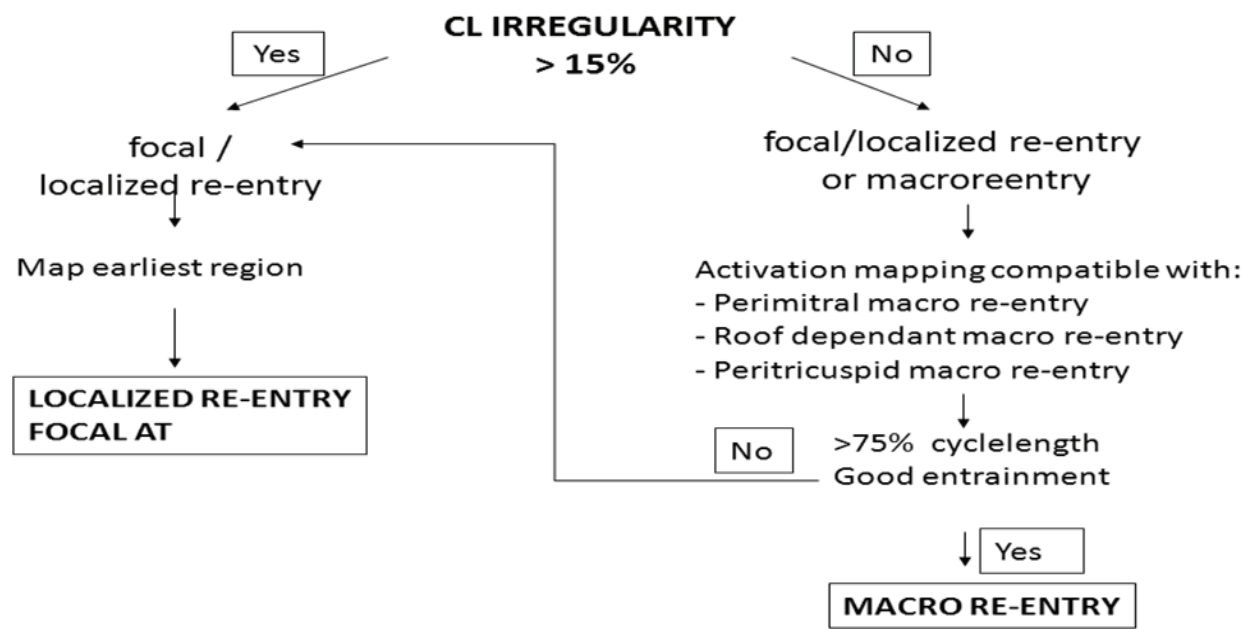 CL IRREGULARITY
> 15%
Yes
No
focal /
localized re-entry
focal/localized re-entry
or macroreentry
Map earliest region
Activation mapping compatible with:
- Perimitral macro re-entry
- Roof dependant macro re-entry
- Peritricuspid macro re-entry
LOCALIZED RE-ENTRY
FOCAL AT
No
>75% cyclelength
Good entrainment
Yes
MACRO RE-ENTRY